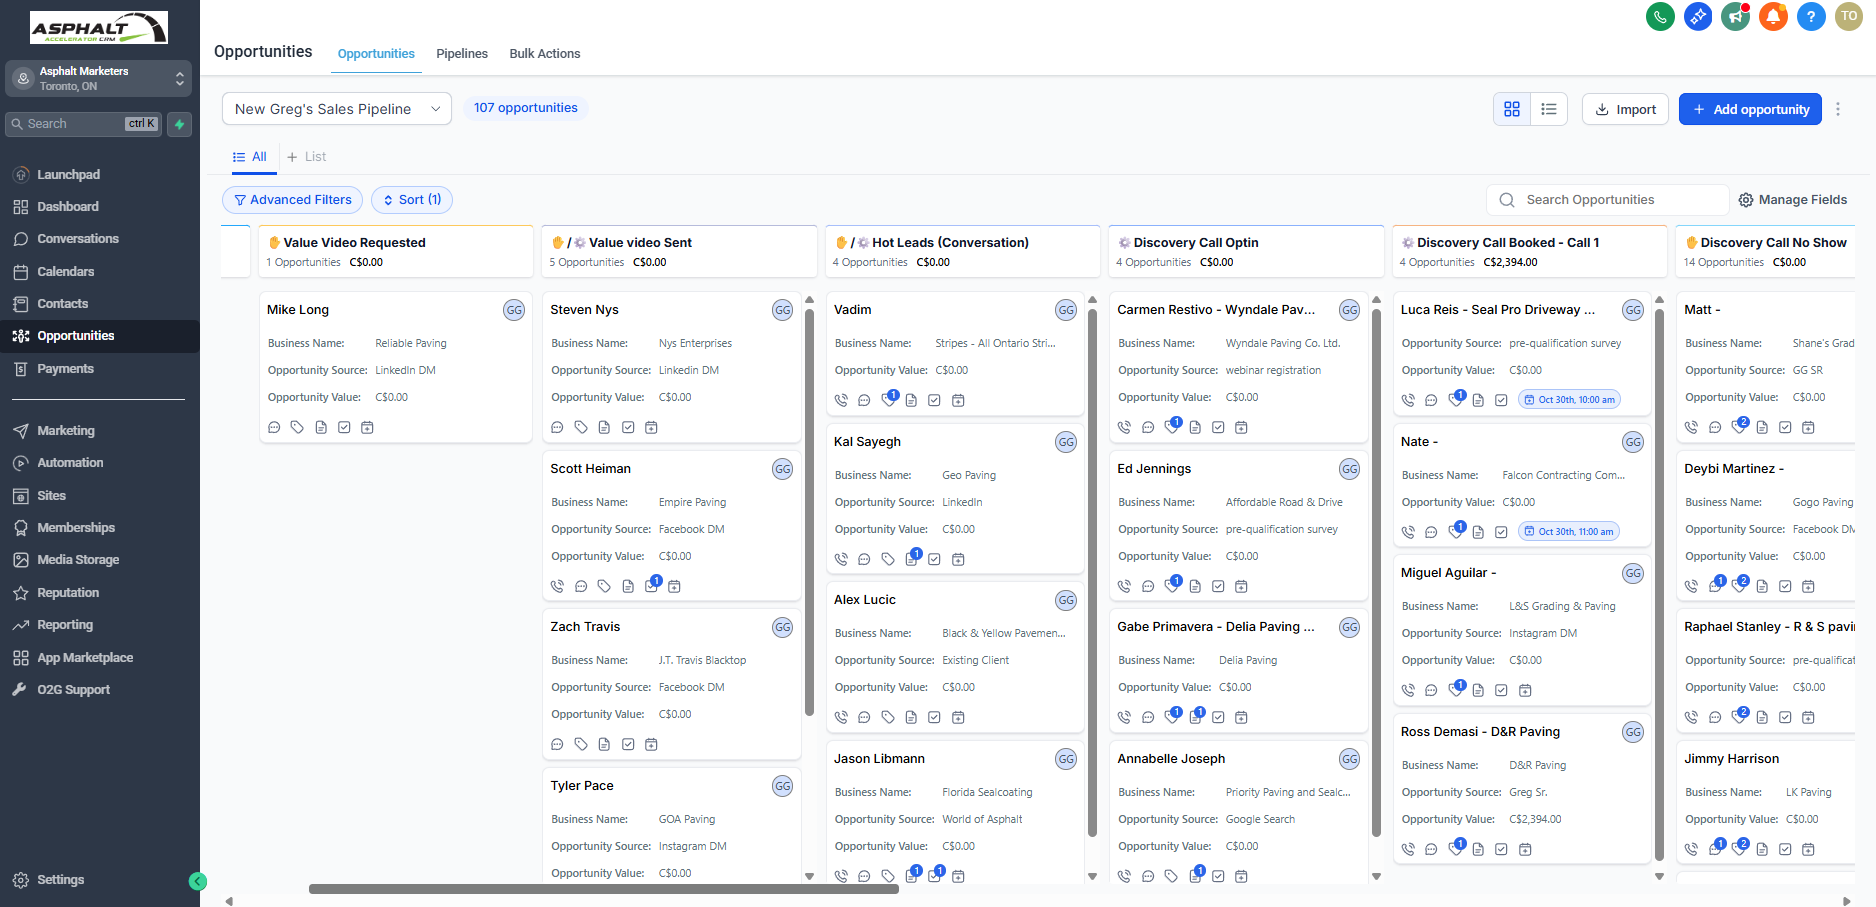 ASPHALT
ACCELERATOR CRM
Asphalt Marketers
Toronto, ON
Search
ctrl K
Launchpad
Dashboard
Conversations
Calendars
Contacts
Opportunities
Payments
Marketing
Automation
Sites
Memberships
Media Storage
Reputation
Reporting
App Marketplace
O2G Support
Settings
Opportunities
Opportunities
Pipelines
Bulk Actions
TO
New Greg's Sales Pipeline
107 opportunities
Import
Add opportunity
All
List
Advanced Filters
Sort (1)
Search Opportunities
Manage Fields
Value Video Requested
1 Opportunities C$0.00
Mike Long
GG
Business Name: Reliable Paving
Opportunity Source: LinkedIn DM
Opportunity Value: C$0.00
/ Value video Sent
5 Opportunities C$0.00
Steven Nys
GG
Business Name: Nys Enterprises
Opportunity Source: Linkedin DM
Opportunity Value: C$0.00
Scott Heiman
GG
Business Name: Empire Paving
Opportunity Source: Facebook DM
Opportunity Value: C$0.00
1
Zach Travis
GG
Business Name: J.T. Travis Blacktop
Opportunity Source: Facebook DM
Opportunity Value: C$0.00
Tyler Pace
GG
Business Name: GOA Paving
Opportunity Source: Instagram DM
Opportunity Value: C$0.00
/ Hot Leads (Conversation)
4 Opportunities C$0.00
Vadim
GG
Business Name: Stripes - All Ontario Stri...
Opportunity Value: C$0.00
1
Kal Sayegh
GG
Business Name: Geo Paving
Opportunity Source: LinkedIn
Opportunity Value: C$0.00
1
Alex Lucic
GG
Business Name: Black & Yellow Pavemen...
Opportunity Source: Existing Client
Opportunity Value: C$0.00
Jason Libmann
GG
Business Name: Florida Sealcoating
Opportunity Source: World of Asphalt
Opportunity Value: C$0.00
1 1
Discovery Call Optin
4 Opportunities C$0.00
Carmen Restivo - Wyndale Pav...
GG
Business Name: Wyndale Paving Co. Ltd.
Opportunity Source: webinar registration
Opportunity Value: C$0.00
1
Ed Jennings
GG
Business Name: Affordable Road & Drive
Opportunity Source: pre-qualification survey
Opportunity Value: C$0.00
1
Gabe Primavera - Delia Paving ...
GG
Business Name: Delia Paving
Opportunity Value: C$0.00
1 1
Annabelle Joseph
GG
Business Name: Priority Paving and Sealc...
Opportunity Source: Google Search
Opportunity Value: C$0.00
1
Discovery Call Booked - Call 1
4 Opportunities C$2,394.00
Luca Reis - Seal Pro Driveway ...
GG
Opportunity Source: pre-qualification survey
Opportunity Value: C$0.00
1 Oct 30th, 10:00 am
Nate -
GG
Business Name: Falcon Contracting Com...
Opportunity Value: C$0.00
1 Oct 30th, 11:00 am
Miguel Aguilar -
GG
Business Name: L&S Grading & Paving
Opportunity Source: Instagram DM
Opportunity Value: C$0.00
1
Ross Demasi - D&R Paving
GG
Business Name: D&R Paving
Opportunity Source: Greg Sr.
Opportunity Value: C$2,394.00
1
Discovery Call No Show
14 Opportunities C$0.00
Matt -
Business Name: Shane's Grad
Opportunity Source: GG SR
Opportunity Value: C$0.00
2
Deybi Martinez -
Business Name: Gogo Paving
Opportunity Source: Facebook DM
Opportunity Value: C$0.00
1 2
Raphael Stanley - R & S pavi
Opportunity Source: pre-qualificat
Opportunity Value: C$0.00
2
Jimmy Harrison
Business Name: LK Paving
Opportunity Value: C$0.00
1 2